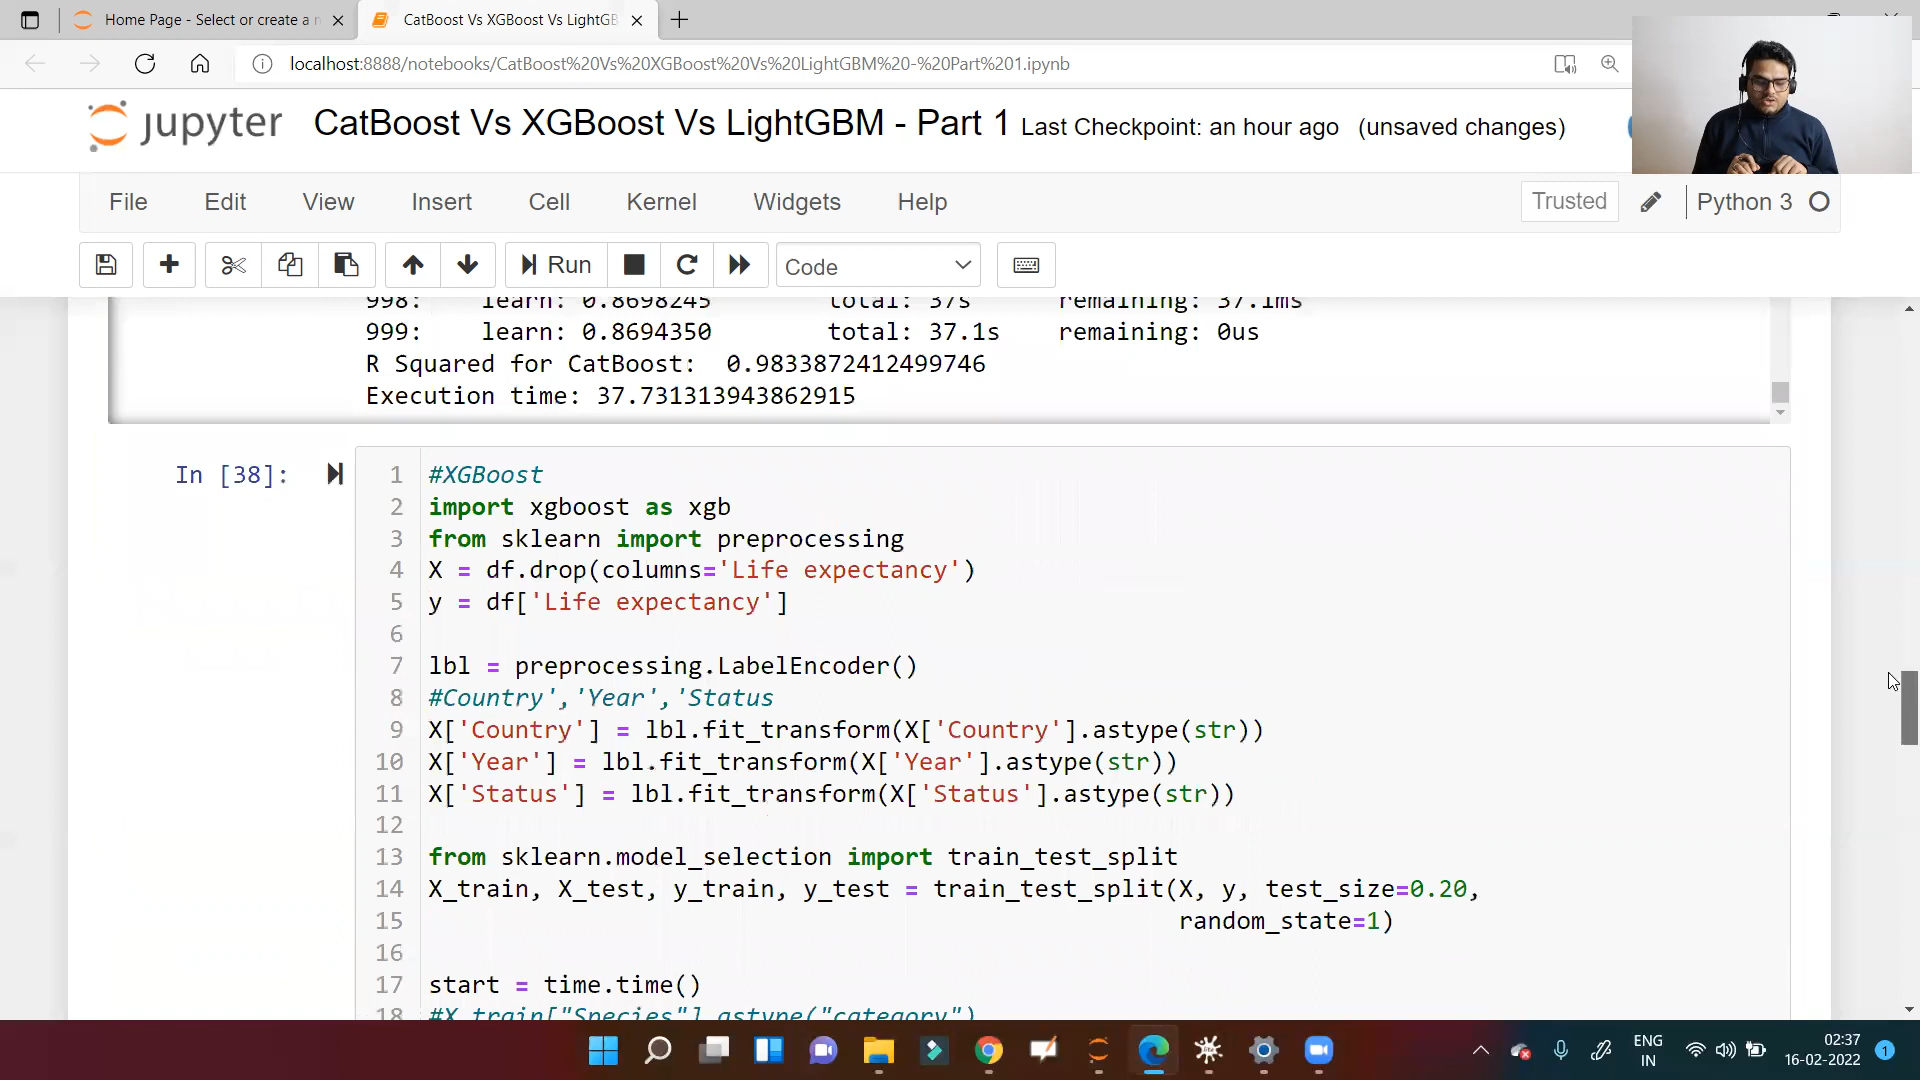 Home Page - Select or create a n
CatBoost Vs XGBoost Vs LightGB
localhost:8888/notebooks/CatBoost%20Vs%20XGBoost%20Vs%20LightGBM%20-%20Part%201.ipynb
jupyter CatBoost Vs XGBoost Vs LightGBM - Part 1 Last Checkpoint: an hour ago (unsaved changes)
File Edit View Insert Cell Kernel Widgets Help Trusted Python 3
Run Code
998: learn: 0.8698245 total: 37s remaining: 37.1ms
999: learn: 0.8694350 total: 37.1s remaining: 0us
R Squared for CatBoost: 0.9833872412499746
Execution time: 37.731313943862915
In [38]:
1 #XGBoost
2 import xgboost as xgb
3 from sklearn import preprocessing
4 X = df.drop(columns='Life expectancy')
5 y = df['Life expectancy']
6
7 lbl = preprocessing.LabelEncoder()
8 #Country','Year','Status
9 X['Country'] = lbl.fit_transform(X['Country'].astype(str))
10 X['Year'] = lbl.fit_transform(X['Year'].astype(str))
11 X['Status'] = lbl.fit_transform(X['Status'].astype(str))
12
13 from sklearn.model_selection import train_test_split
14 X_train, X_test, y_train, y_test = train_test_split(X, y, test_size=0.20,
15 random_state=1)
16
17 start = time.time()
18 #X_train["Species"].astype("category")
ENG
IN
02:37
16-02-2022
1